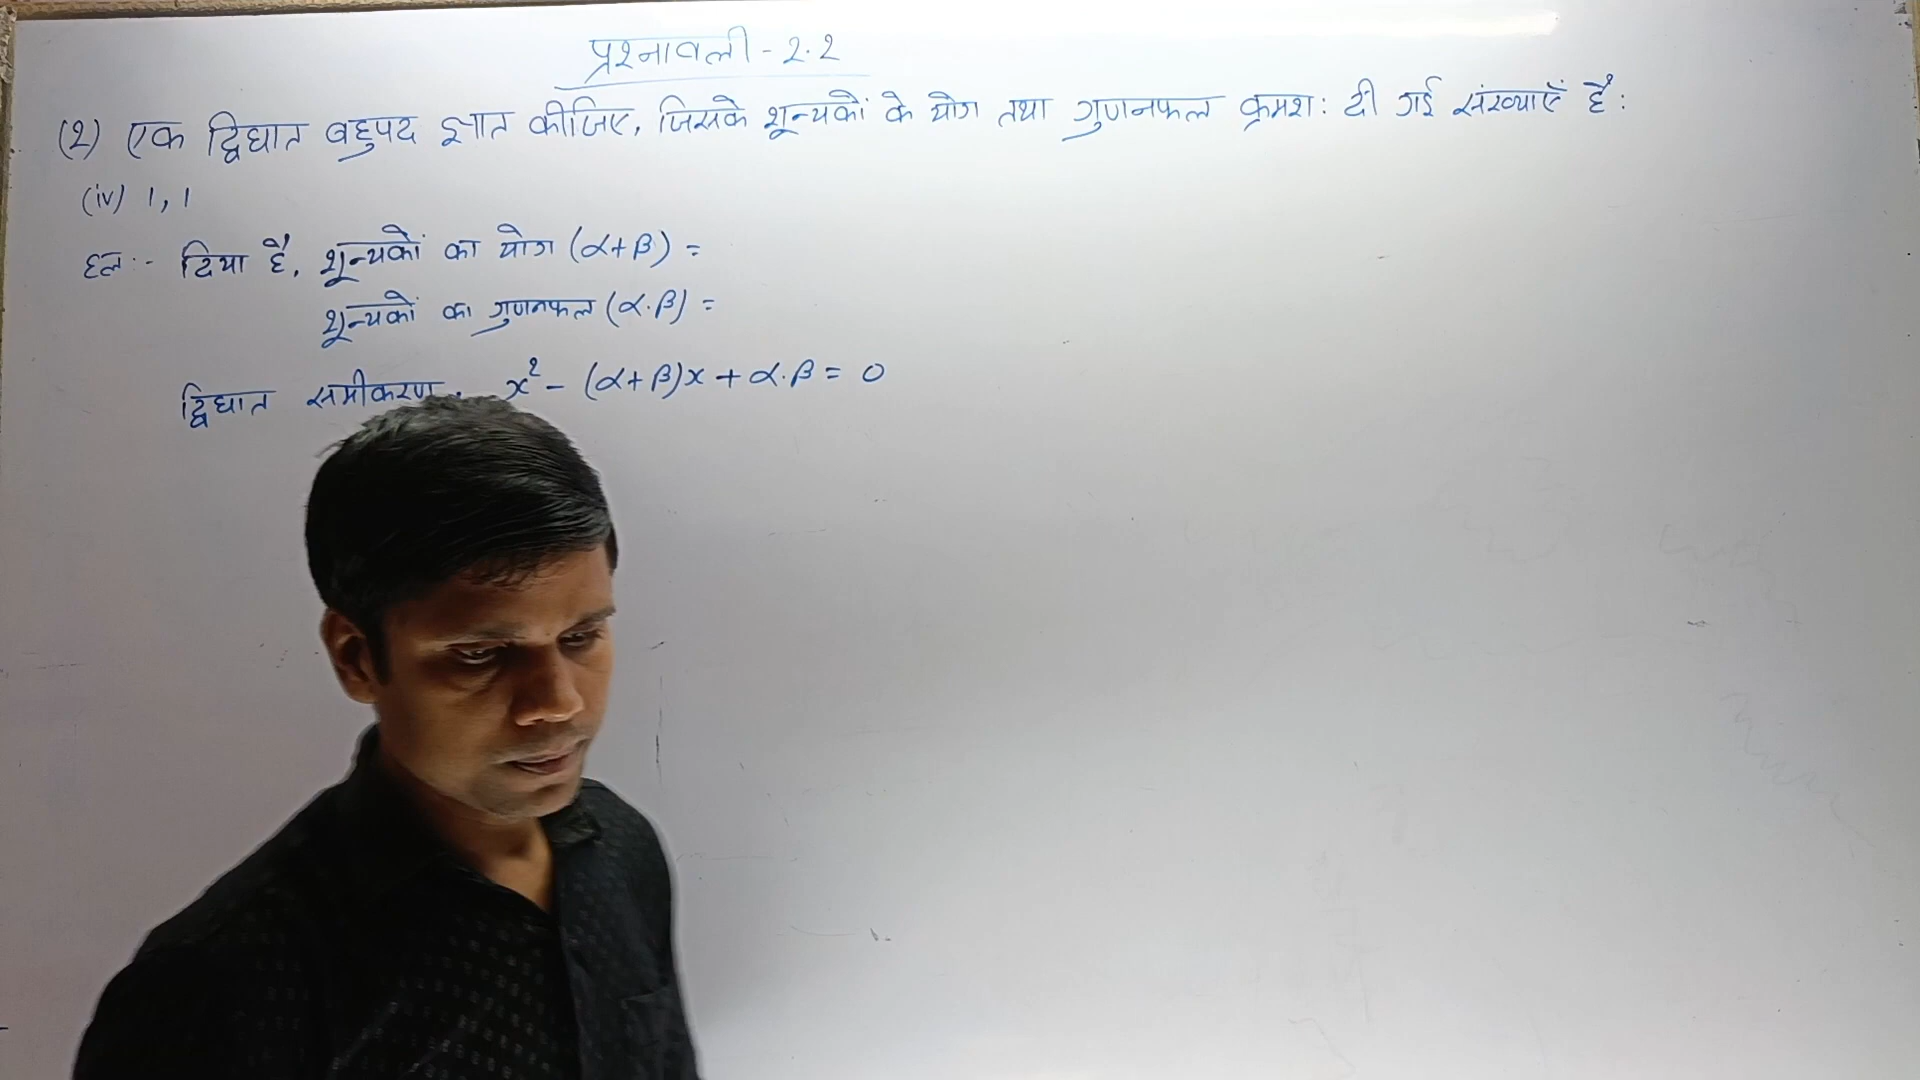 प्रश्नावली - 2.2
(2) एक द्विघात बहुपद ज्ञात कीजिए, जिसके शून्यकों के योग तथा गुणनफल क्रमश: दी गई संख्याएँ हैं:
(iv) 1, 1
हल :- दिया है, शून्यकों का योग (α+β) =
शून्यकों का गुणनफल (α.β) =
द्विघात समीकरण, x² - (α+β)x + α.β = 0